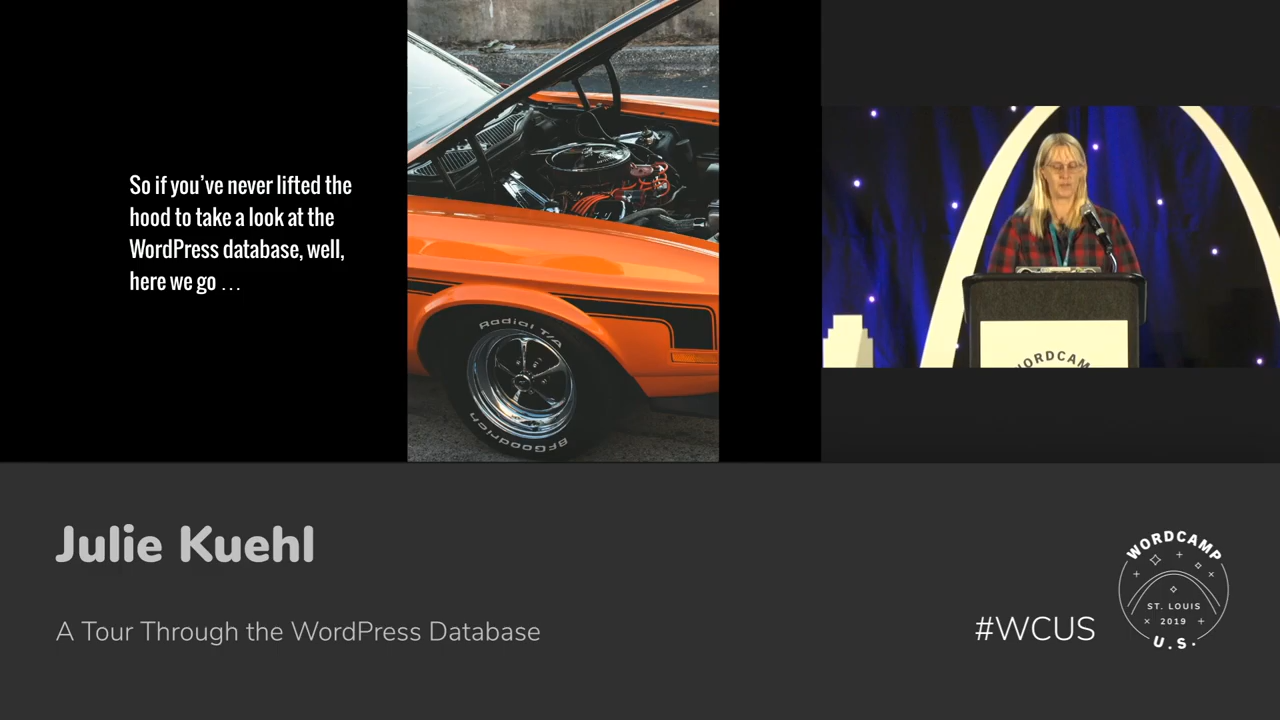 So if you’ve never lifted the
hood to take a look at the
WordPress database, well,
here we go ...
Radial T/A
BFGoodrich
WORDCAMP
Julie Kuehl
A Tour Through the WordPress Database
#WCUS
WORDCAMP
ST. LOUIS
2019
U.S.